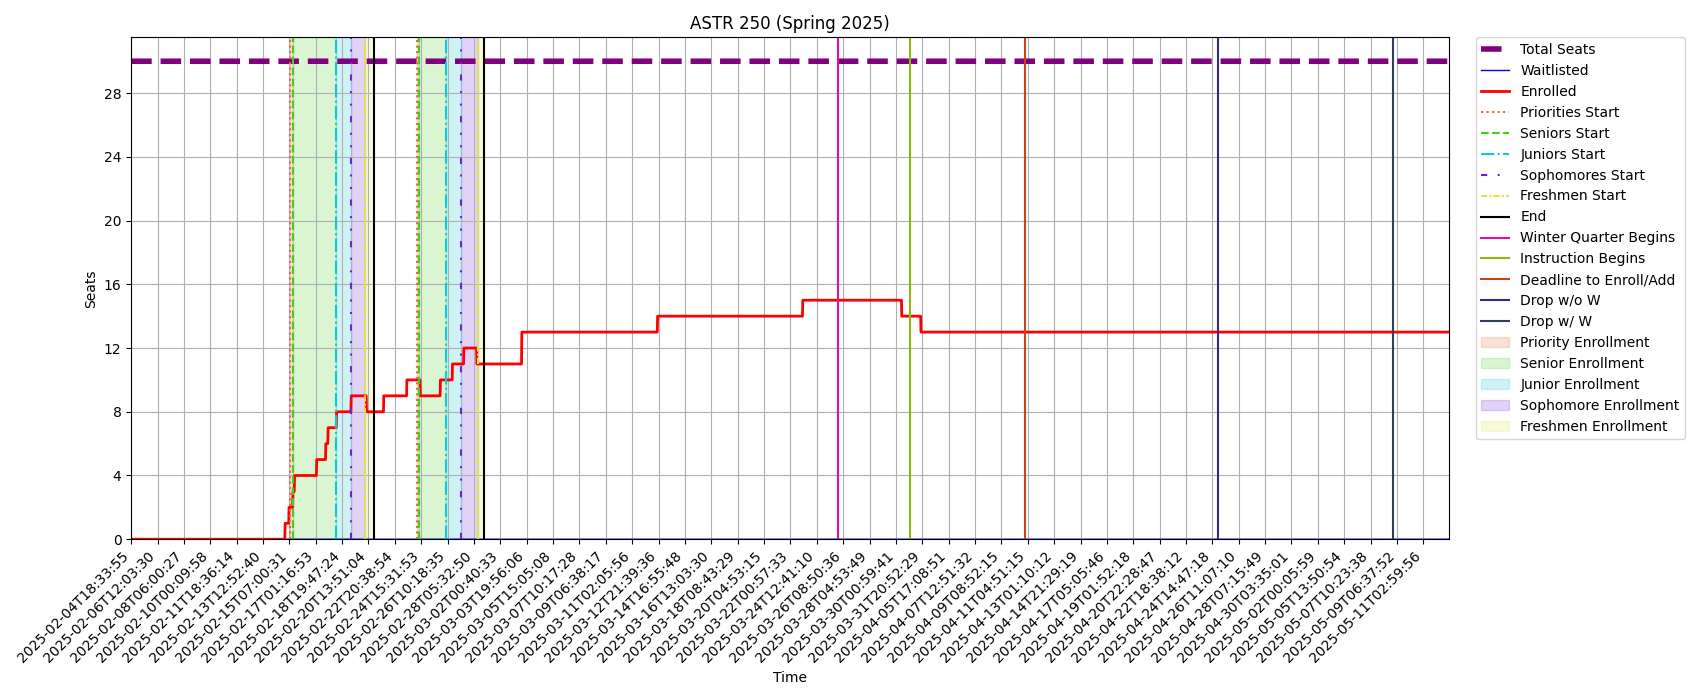 ASTR 250 (Spring 2025)
Seats
28
24
20
16
12
8
4
0
2025-02-04T18:33:55
2025-02-06T12:03:30
2025-02-08T06:00:27
2025-02-10T00:09:58
2025-02-11T18:36:14
2025-02-13T12:52:40
2025-02-15T07:00:31
2025-02-17T01:16:53
2025-02-18T19:47:24
2025-02-20T13:51:04
2025-02-22T20:38:54
2025-02-24T15:31:53
2025-02-26T10:18:35
2025-02-28T05:32:50
2025-03-02T00:40:33
2025-03-03T19:56:06
2025-03-05T15:05:08
2025-03-07T10:17:28
2025-03-09T06:38:17
2025-03-11T02:05:56
2025-03-12T21:39:36
2025-03-14T16:55:48
2025-03-16T13:03:30
2025-03-18T08:43:29
2025-03-20T04:53:15
2025-03-22T00:57:33
2025-03-24T12:41:10
2025-03-26T08:50:36
2025-03-28T04:53:49
2025-03-30T00:59:41
2025-03-31T20:52:29
2025-04-05T17:08:51
2025-04-07T12:51:32
2025-04-09T08:52:15
2025-04-11T04:51:15
2025-04-13T01:10:12
2025-04-14T21:29:19
2025-04-17T05:05:46
2025-04-19T01:52:18
2025-04-20T22:28:47
2025-04-22T18:38:12
2025-04-24T14:47:18
2025-04-26T11:07:10
2025-04-28T07:15:49
2025-04-30T03:35:01
2025-05-02T00:05:59
2025-05-05T13:50:54
2025-05-07T10:23:38
2025-05-09T06:37:52
2025-05-11T02:59:56
Time
Total Seats
Waitlisted
Enrolled
Priorities Start
Seniors Start
Juniors Start
Sophomores Start
Freshmen Start
End
Winter Quarter Begins
Instruction Begins
Deadline to Enroll/Add
Drop w/o W
Drop w/ W
Priority Enrollment
Senior Enrollment
Junior Enrollment
Sophomore Enrollment
Freshmen Enrollment